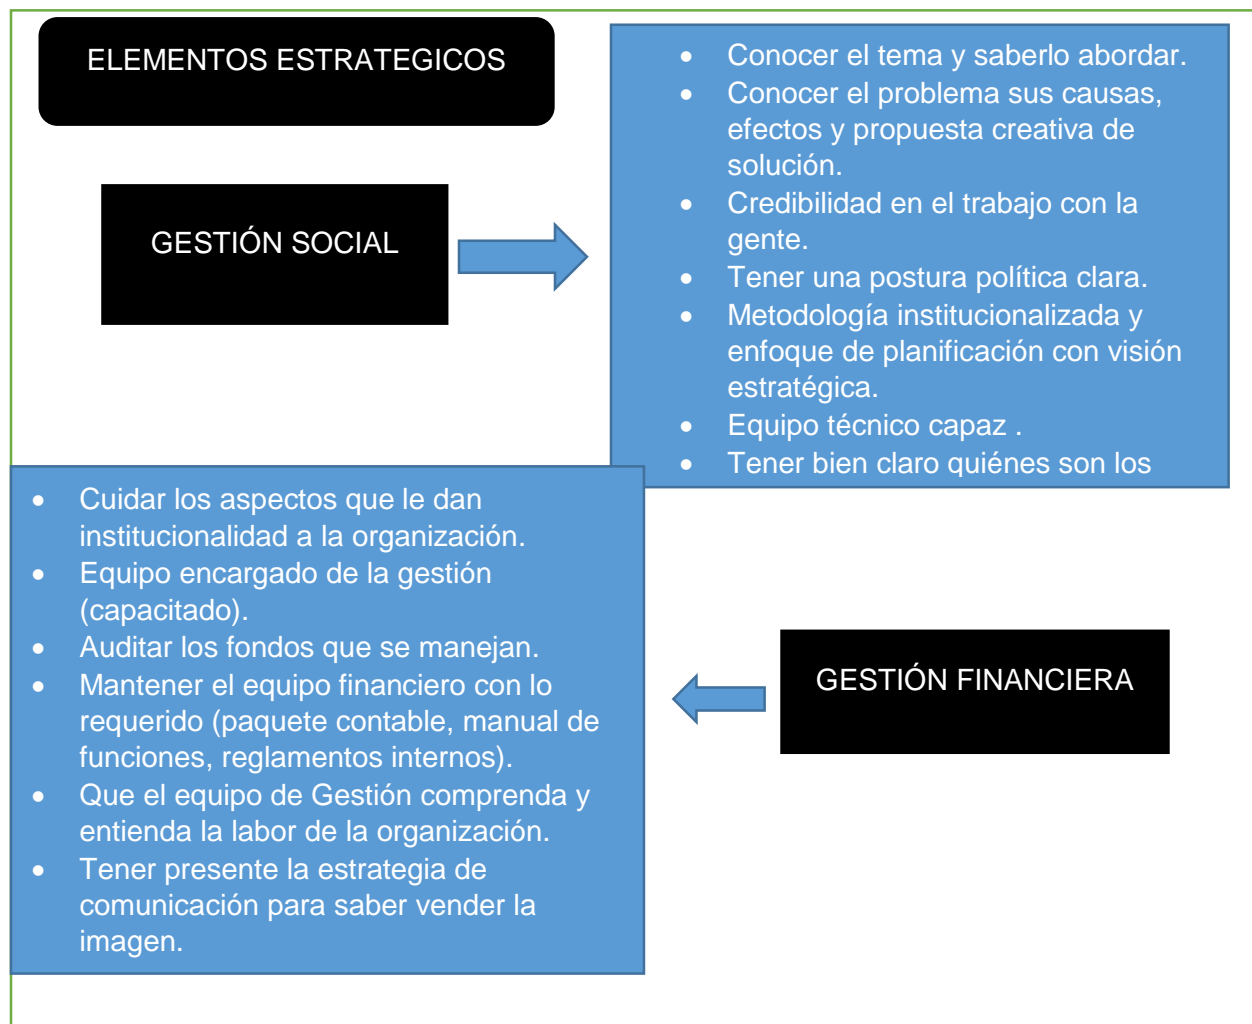 ELEMENTOS ESTRATEGICOS
GESTIÓN SOCIAL
• Conocer el tema y saberlo abordar.
• Conocer el problema sus causas,
efectos y propuesta creativa de
solución.
• Credibilidad en el trabajo con la
gente.
• Tener una postura política clara.
• Metodología institucionalizada y
enfoque de planificación con visión
estratégica.
• Equipo técnico capaz .
• Tener bien claro quiénes son los
• Cuidar los aspectos que le dan
institucionalidad a la organización.
• Equipo encargado de la gestión
(capacitado).
• Auditar los fondos que se manejan.
• Mantener el equipo financiero con lo
requerido (paquete contable, manual de
funciones, reglamentos internos).
• Que el equipo de Gestión comprenda y
entienda la labor de la organización.
• Tener presente la estrategia de
comunicación para saber vender la
imagen.
GESTIÓN FINANCIERA